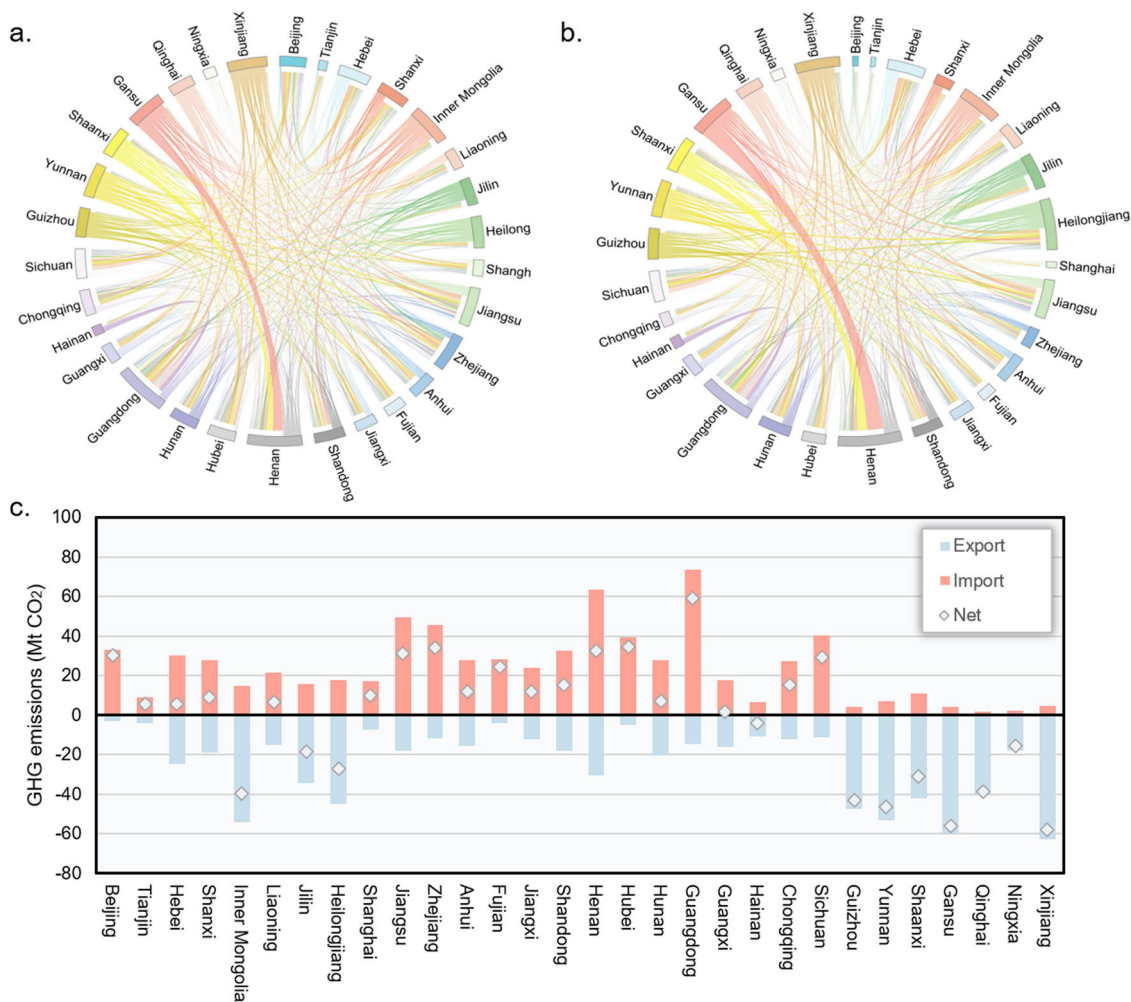 a.
Beijing
Tianjin
Hebei
Shanxi
Inner Mongolia
Liaoning
Jilin
Heilong
Shangh
Jiangsu
Zhejiang
Anhui
Fujian
Jiangxi
Shandong
Henan
Hubei
Hunan
Guangdong
Guangxi
Hainan
Chongqing
Sichuan
Guizhou
Yunnan
Shaanxi
Gansu
Qinghai
Ningxia
Xinjiang
b.
Beijing
Tianjin
Hebei
Shanxi
Inner Mongolia
Liaoning
Jilin
Heilongjiang
Shanghai
Jiangsu
Zhejiang
Anhui
Fujian
Jiangxi
Shandong
Henan
Hubei
Hunan
Guangdong
Guangxi
Hainan
Chongqing
Sichuan
Guizhou
Yunnan
Shaanxi
Gansu
Qinghai
Ningxia
Xinjiang
c.
GHG emissions (Mt CO2)
100
80
60
40
20
0
-20
-40
-60
-80
Export
Import
Net
Beijing
Tianjin
Hebei
Shanxi
Inner Mongolia
Liaoning
Jilin
Heilongjiang
Shanghai
Jiangsu
Zhejiang
Anhui
Fujian
Jiangxi
Shandong
Henan
Hubei
Hunan
Guangdong
Guangxi
Hainan
Chongqing
Sichuan
Guizhou
Yunnan
Shaanxi
Gansu
Qinghai
Ningxia
Xinjiang